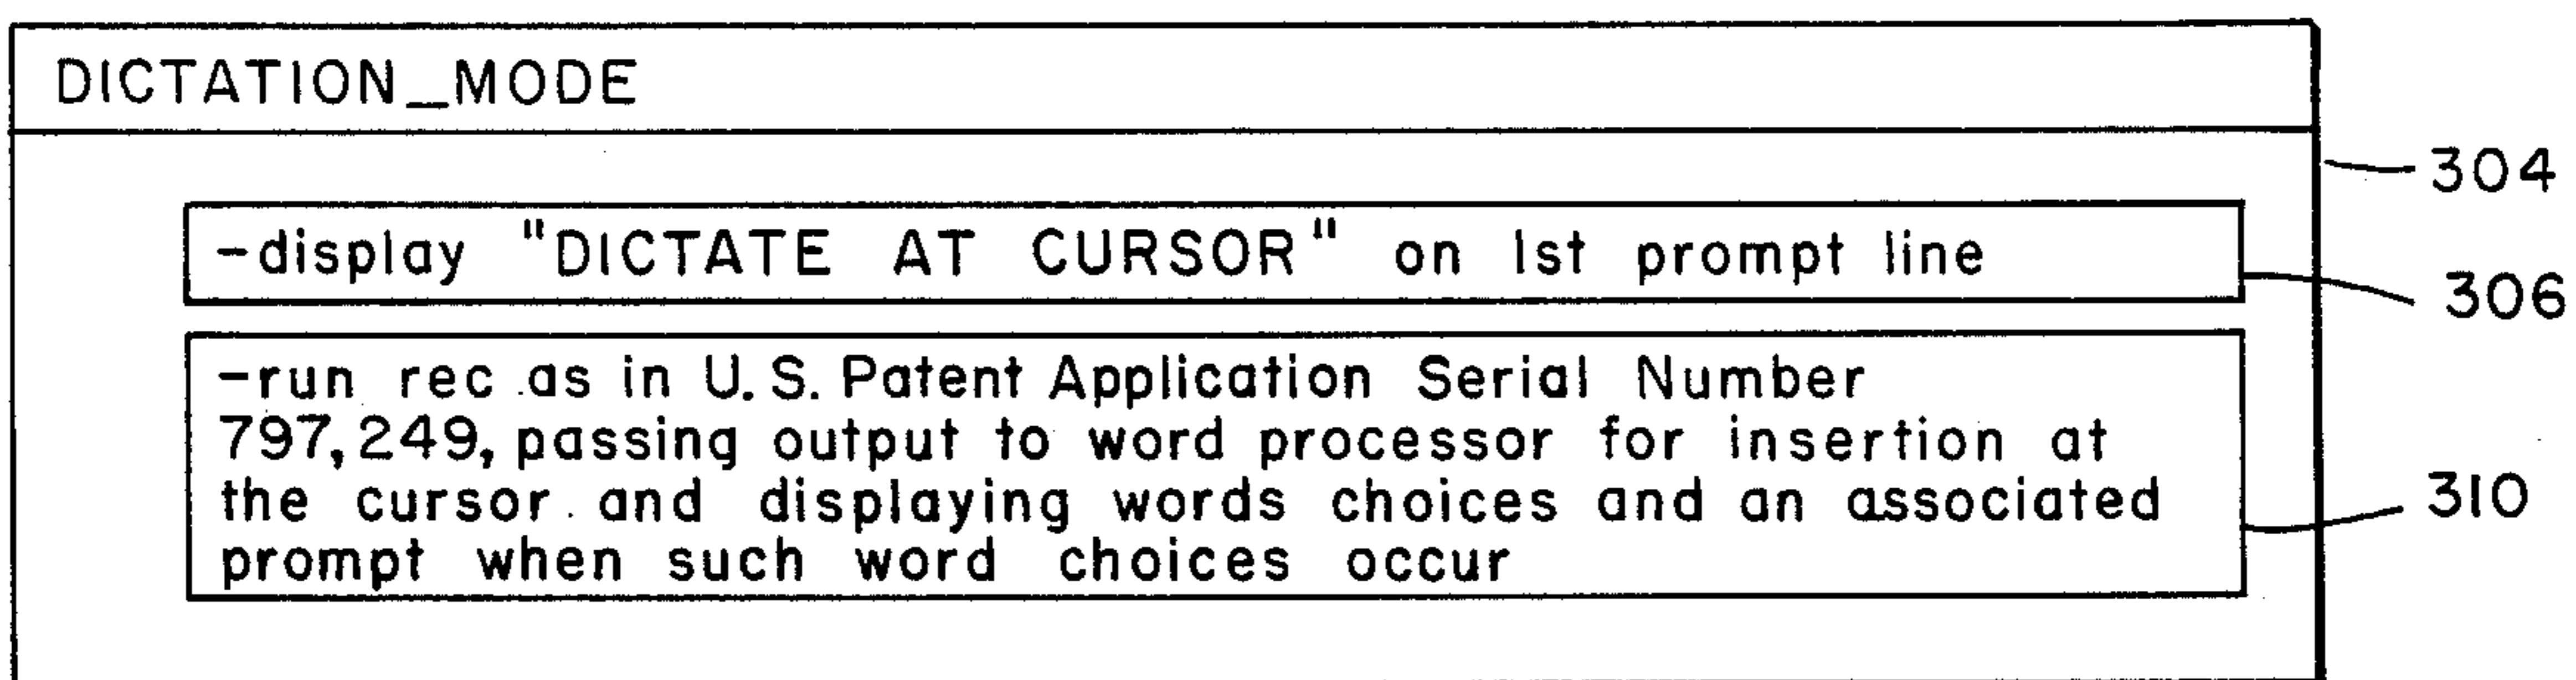 DICTATION_MODE
304
-display "DICTATE AT CURSOR" on 1st prompt line
306
-run rec as in U.S. Patent Application Serial Number
797,249, passing output to word processor for insertion at
the cursor and displaying words choices and an associated
310
prompt when such word choices occur